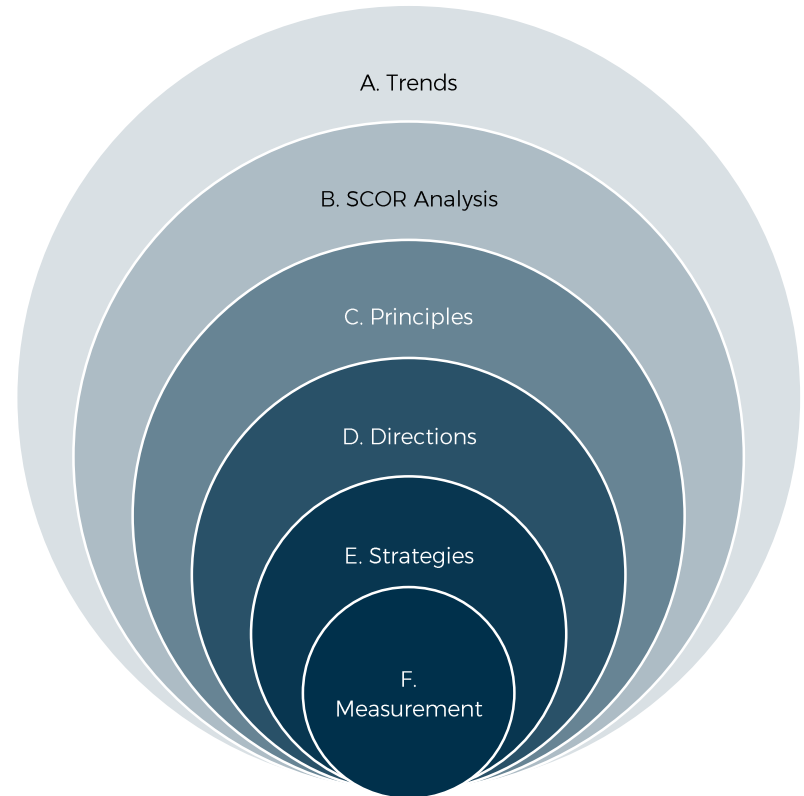 A. Trends
B. SCOR Analysis
C. Principles
D. Directions
E. Strategies
F.
Measurement